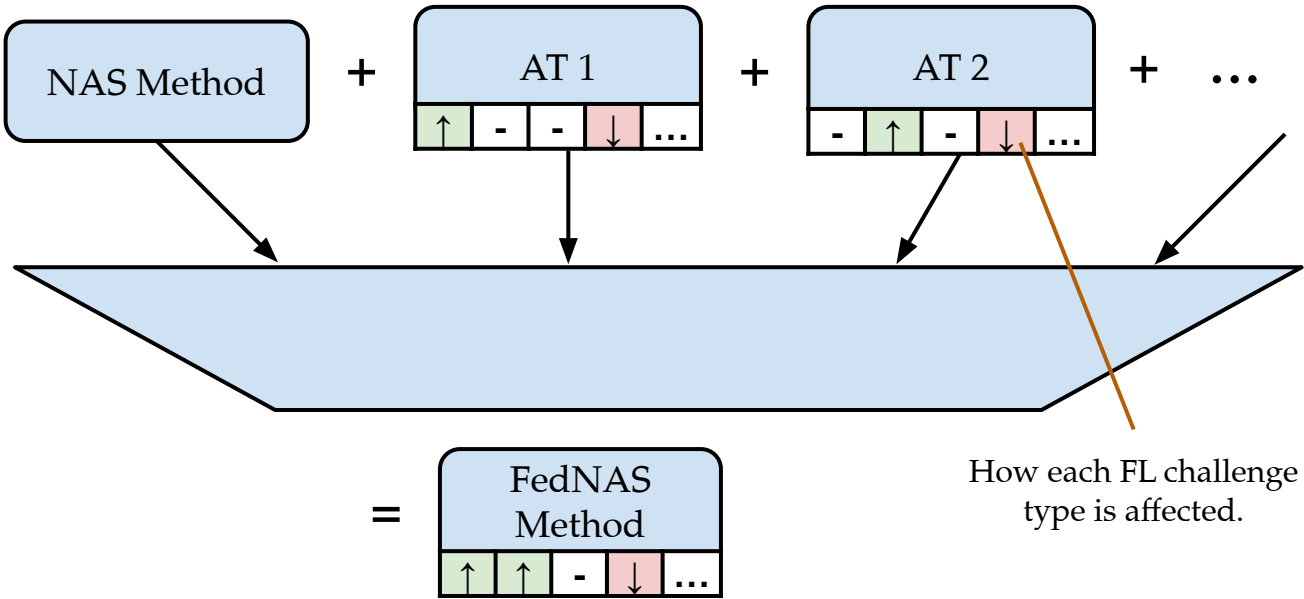 NAS Method + AT 1 + AT 2 + ...
↑ - - ↓ ...
- ↑ - ↓ ...
How each FL challenge
type is affected.
= FedNAS
Method
↑ ↑ - ↓ ...